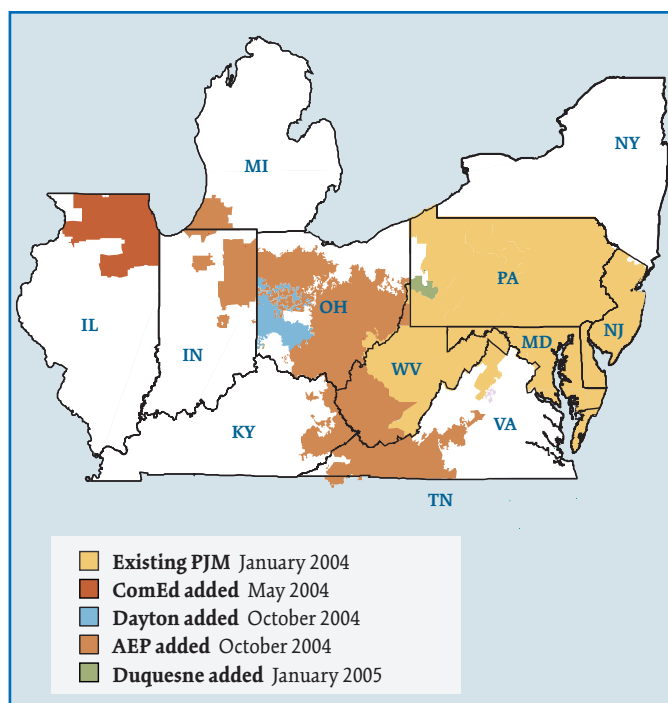 MI
NY
IL
IN
OH
PA
NJ
MD
WV
VA
KY
TN
Existing PJM January 2004
ComEd added May 2004
Dayton added October 2004
AEP added October 2004
Duquesne added January 2005